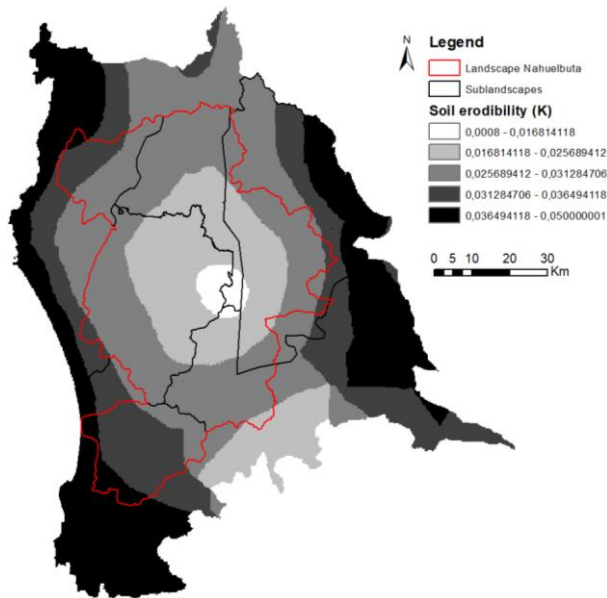 N
Legend
Landscape Nahuelbuta
Sublandscapes
Soil erodibility (K)
0,0008 - 0,016814118
0,016814118 - 0,025689412
0,025689412 - 0,031284706
0,031284706 - 0,036494118
0,036494118 - 0,050000001
0 5 10 20 30
Km